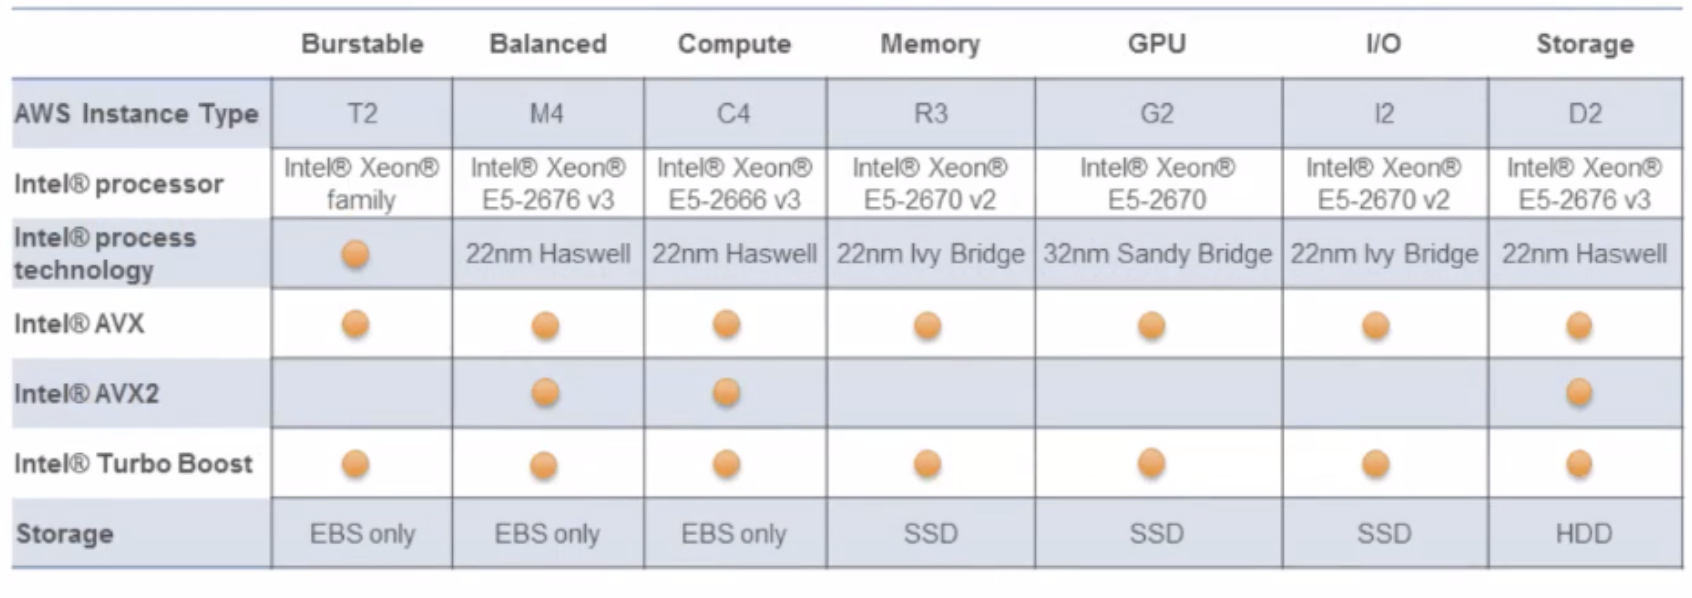 Burstable Balanced Compute Memory GPU I/O Storage
AWS Instance Type T2 M4 C4 R3 G2 I2 D2
Intel® processor Intel® Xeon® family Intel® Xeon® E5-2676 v3 Intel® Xeon® E5-2666 v3 Intel® Xeon® E5-2670 v2 Intel® Xeon® E5-2670 Intel® Xeon® E5-2670 v2 Intel® Xeon® E5-2676 v3
Intel® process technology 22nm Haswell 22nm Haswell 22nm Ivy Bridge 32nm Sandy Bridge 22nm Ivy Bridge 22nm Haswell
Intel® AVX
Intel® AVX2
Intel® Turbo Boost
Storage EBS only EBS only EBS only SSD SSD SSD HDD